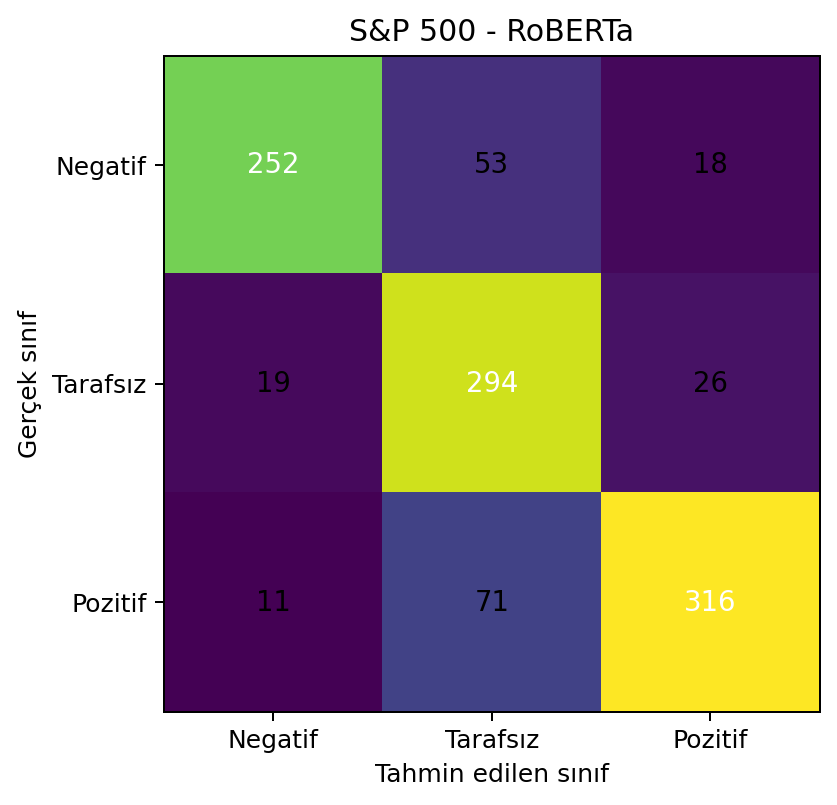 S&P 500 - RoBERTa
Gerçek sınıf
Negatif 252 53 18
Tarafsız 19 294 26
Pozitif 11 71 316
Negatif Tarafsız Pozitif
Tahmin edilen sınıf